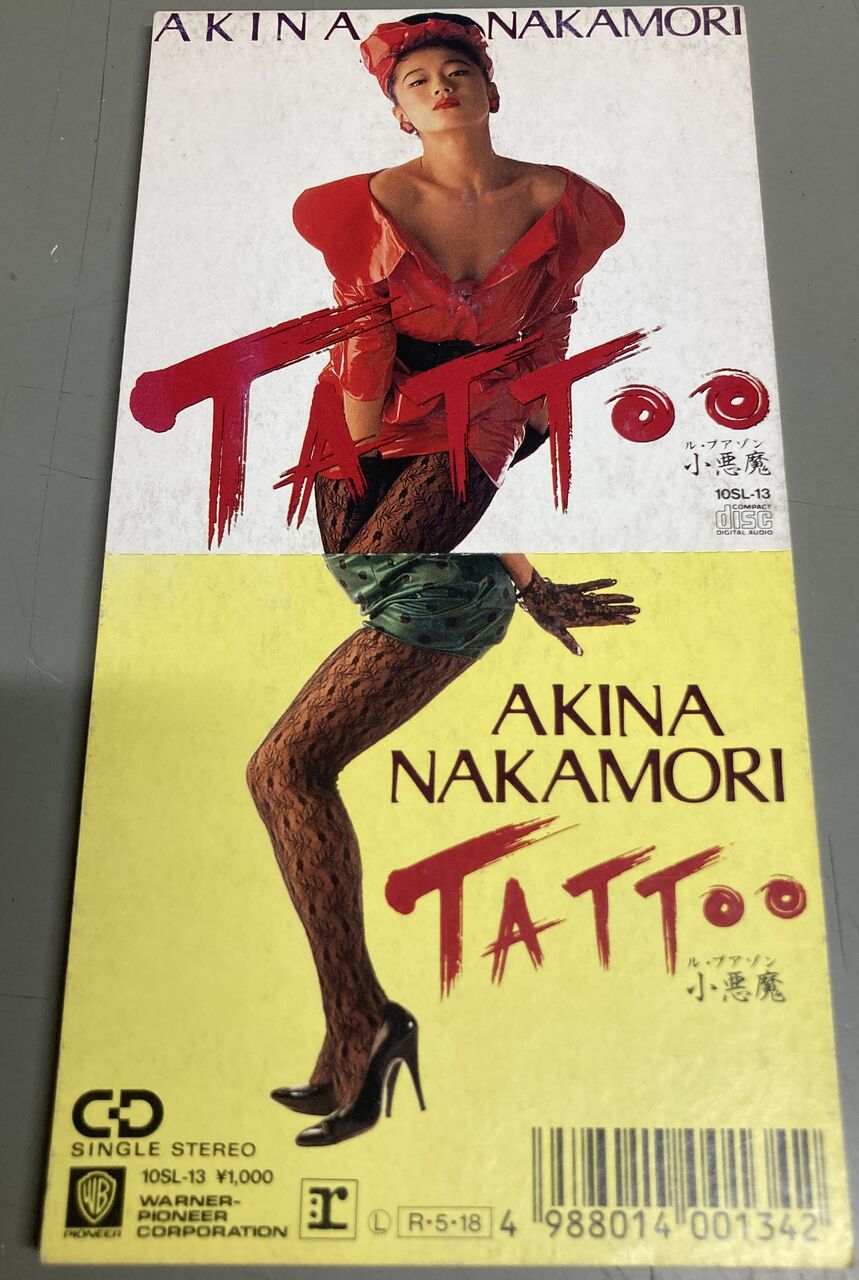 AKINA NAKAMORI
TATToo
ル・プアゾン
小悪魔
10SL-13
COMPACT
disc
DIGITAL AUDIO
AKINA
NAKAMORI
TATToo
ル・プアゾン
小悪魔
CD
SINGLE STEREO
10SL-13 ¥1,000
WB
PIONEER
WARNER-
PIONEER
CORPORATION
r
Ⓛ R・5・18
4 988014 001342